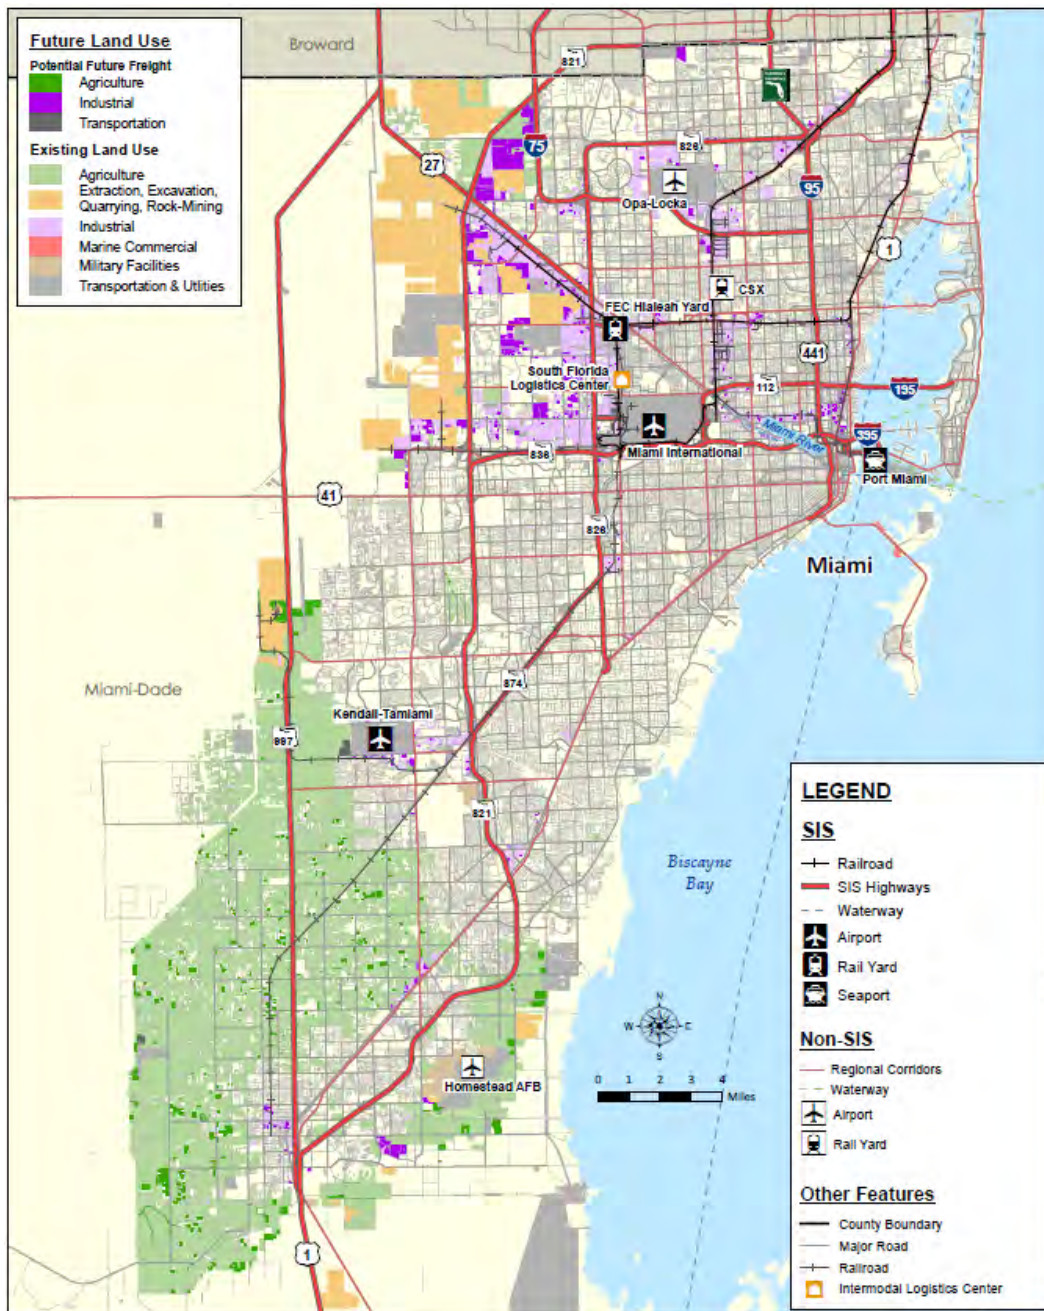 Future Land Use
Potential Future Freight
Agriculture
Industrial
Transportation
Existing Land Use
Agriculture
Extraction, Excavation,
Quarrying, Rock-Mining
Industrial
Marine Commercial
Military Facilities
Transportation & Utlities
Broward
821
27
75
826
95
Opa-Locka
1
CSX
FEC Hialeah Yard
441
South Florida
Logistics Center
112
195
Miami River
395
Miami International
836
Port Miami
41
826
Miami
874
Miami-Dade
Kendall-Tamiami
997
821
Biscayne
Bay
Homestead AFB
1
N
W
E
S
0 1 2 3 4
Miles
LEGEND
SIS
Railroad
SIS Highways
Waterway
Airport
Rail Yard
Seaport
Non-SIS
Regional Corridors
Waterway
Airport
Rail Yard
Other Features
County Boundary
Major Road
Railroad
Intermodal Logistics Center